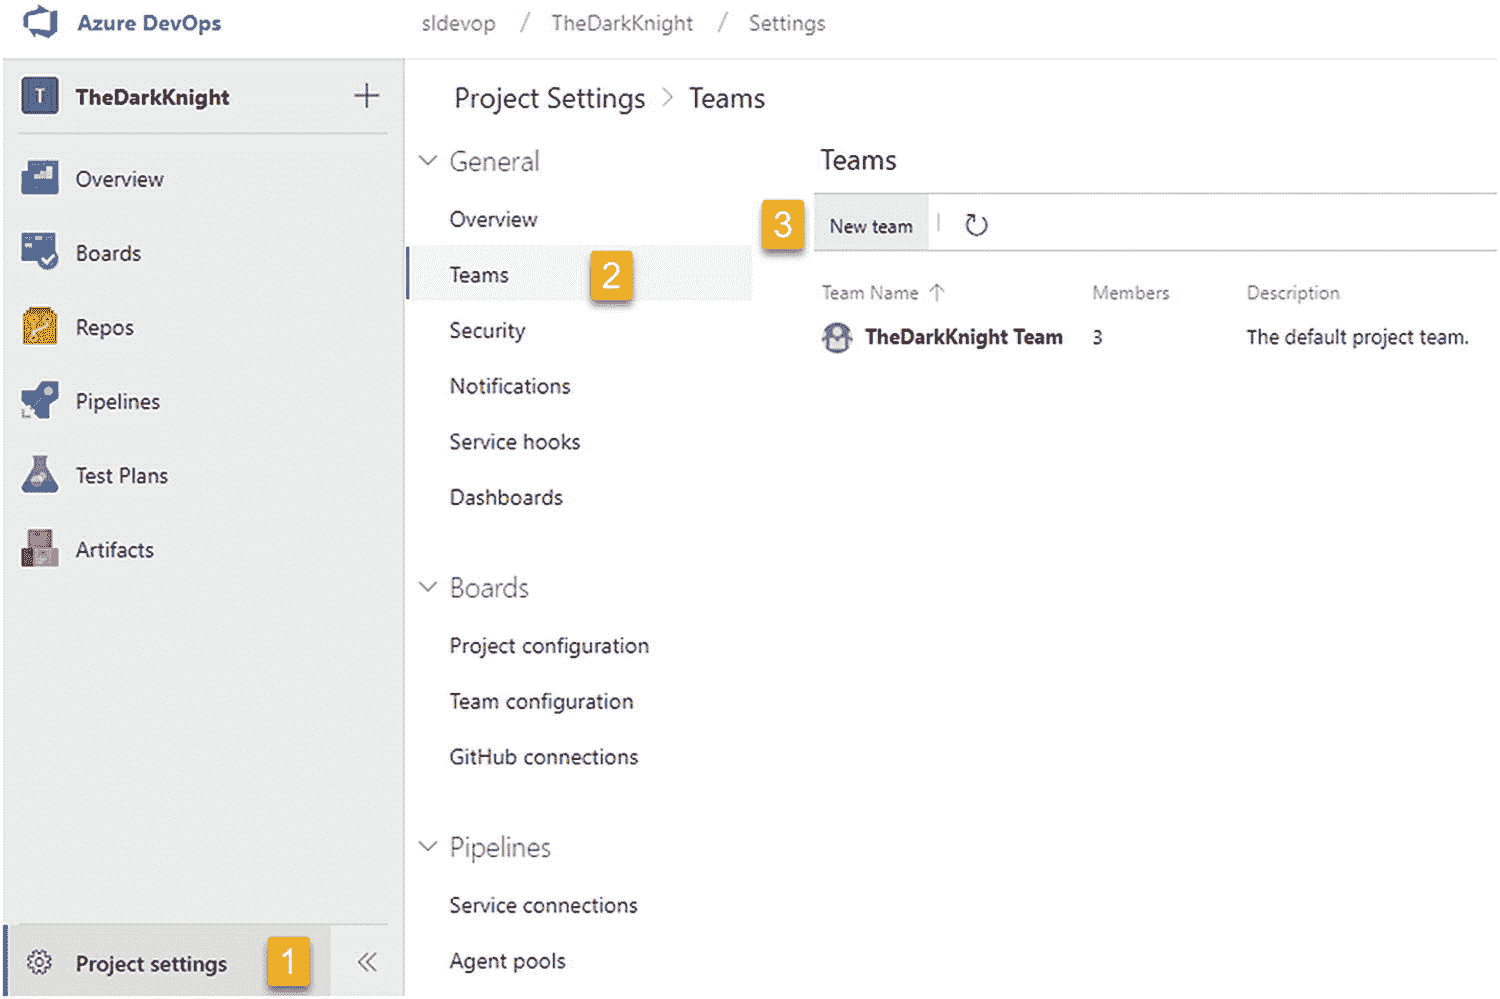 Azure DevOps
sldevop / TheDarkKnight / Settings
T TheDarkKnight +
Overview
Boards
Repos
Pipelines
Test Plans
Artifacts
Project settings 1
Project Settings > Teams
General
Overview
Teams 2
Security
Notifications
Service hooks
Dashboards
Boards
Project configuration
Team configuration
GitHub connections
Pipelines
Service connections
Agent pools
Teams
3 New team
Team Name ↑ Members Description
TheDarkKnight Team 3 The default project team.